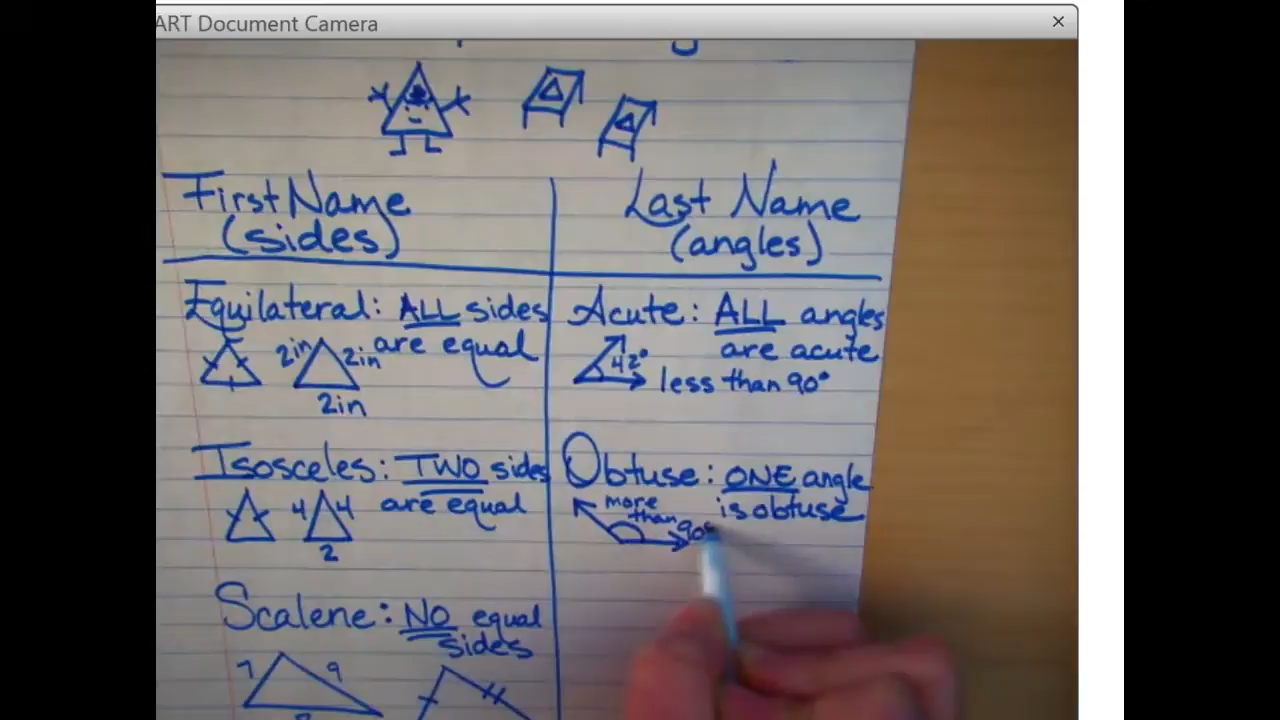 ART Document Camera
First Name
(sides)
Last Name
(angles)
Equilateral: ALL sides
are equal
2in 2in
2in
Isosceles: TWO sides
are equal
4 4
2
Scalene: NO equal
sides
7 9
Acute: ALL angles
are acute
42°
less than 90°
Obtuse: ONE angle
is obtuse
more
than 90°